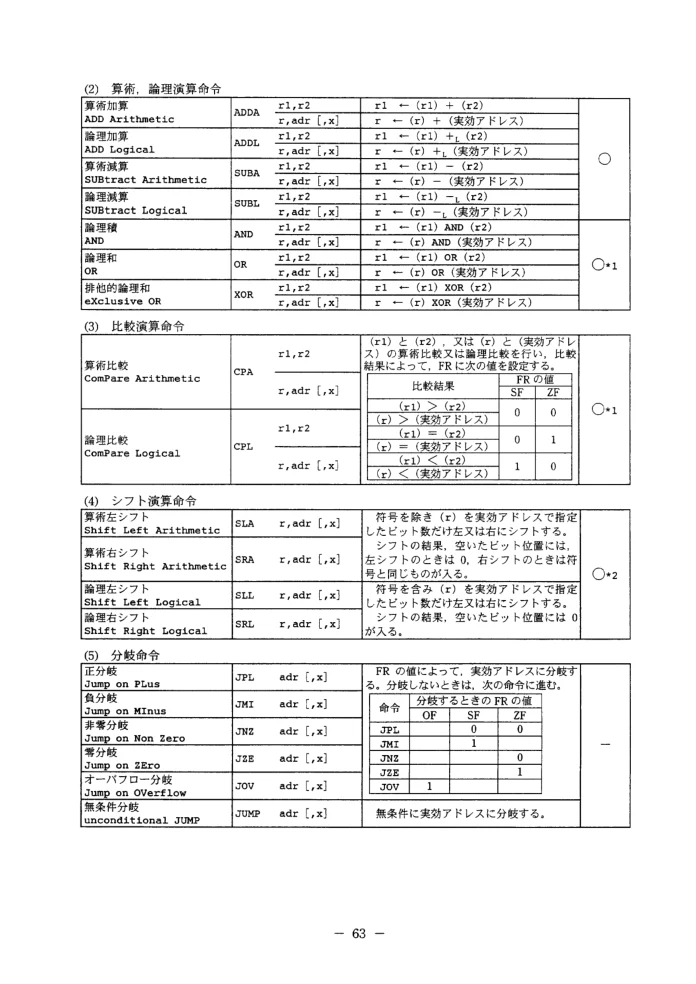 (2) 算術，論理演算命令
算術加算
ADD Arithmetic
ADDA
r1,r2
r1 ← (r1) + (r2)
r,adr [,x]
r ← (r) + (実効アドレス)
○
論理加算
ADD Logical
ADDL
r1,r2
r1 ← (r1) +L (r2)
r,adr [,x]
r ← (r) +L (実効アドレス)
算術減算
SUBtract Arithmetic
SUBA
r1,r2
r1 ← (r1) − (r2)
r,adr [,x]
r ← (r) − (実効アドレス)
論理減算
SUBtract Logical
SUBL
r1,r2
r1 ← (r1) −L (r2)
r,adr [,x]
r ← (r) −L (実効アドレス)
論理積
AND
AND
r1,r2
r1 ← (r1) AND (r2)
r,adr [,x]
r ← (r) AND (実効アドレス)
○*1
論理和
OR
OR
r1,r2
r1 ← (r1) OR (r2)
r,adr [,x]
r ← (r) OR (実効アドレス)
排他的論理和
eXclusive OR
XOR
r1,r2
r1 ← (r1) XOR (r2)
r,adr [,x]
r ← (r) XOR (実効アドレス)
(3) 比較演算命令
算術比較
ComPare Arithmetic
CPA
r1,r2
r,adr [,x]
論理比較
ComPare Logical
CPL
r1,r2
r,adr [,x]
(r1) と (r2)，又は (r) と (実効アドレ
ス) の算術比較又は論理比較を行い，比較
結果によって，FR に次の値を設定する。
比較結果
FR の値
SF ZF
(r1) > (r2)
(r) > (実効アドレス)
0 0
(r1) = (r2)
(r) = (実効アドレス)
0 1
(r1) < (r2)
(r) < (実効アドレス)
1 0
○*1
(4) シフト演算命令
算術左シフト
Shift Left Arithmetic
SLA r,adr [,x]
算術右シフト
Shift Right Arithmetic
SRA r,adr [,x]
符号を除き (r) を実効アドレスで指定
したビット数だけ左又は右にシフトする。
シフトの結果，空いたビット位置には，
左シフトのときは 0，右シフトのときは符
号と同じものが入る。
○*2
論理左シフト
Shift Left Logical
SLL r,adr [,x]
論理右シフト
Shift Right Logical
SRL r,adr [,x]
符号を含み (r) を実効アドレスで指定
したビット数だけ左又は右にシフトする。
シフトの結果，空いたビット位置には 0
が入る。
(5) 分岐命令
正分岐
Jump on PLus
JPL adr [,x]
負分岐
Jump on MInus
JMI adr [,x]
非零分岐
Jump on Non Zero
JNZ adr [,x]
零分岐
Jump on ZEro
JZE adr [,x]
オーバフロー分岐
Jump on OVerflow
JOV adr [,x]
FR の値によって，実効アドレスに分岐す
る。分岐しないときは，次の命令に進む。
命令
分岐するときの FR の値
OF SF ZF
JPL 0 0
JMI 1
JNZ 0
JZE 1
JOV 1
—
無条件分岐
unconditional JUMP
JUMP adr [,x]
無条件に実効アドレスに分岐する。
− 63 −